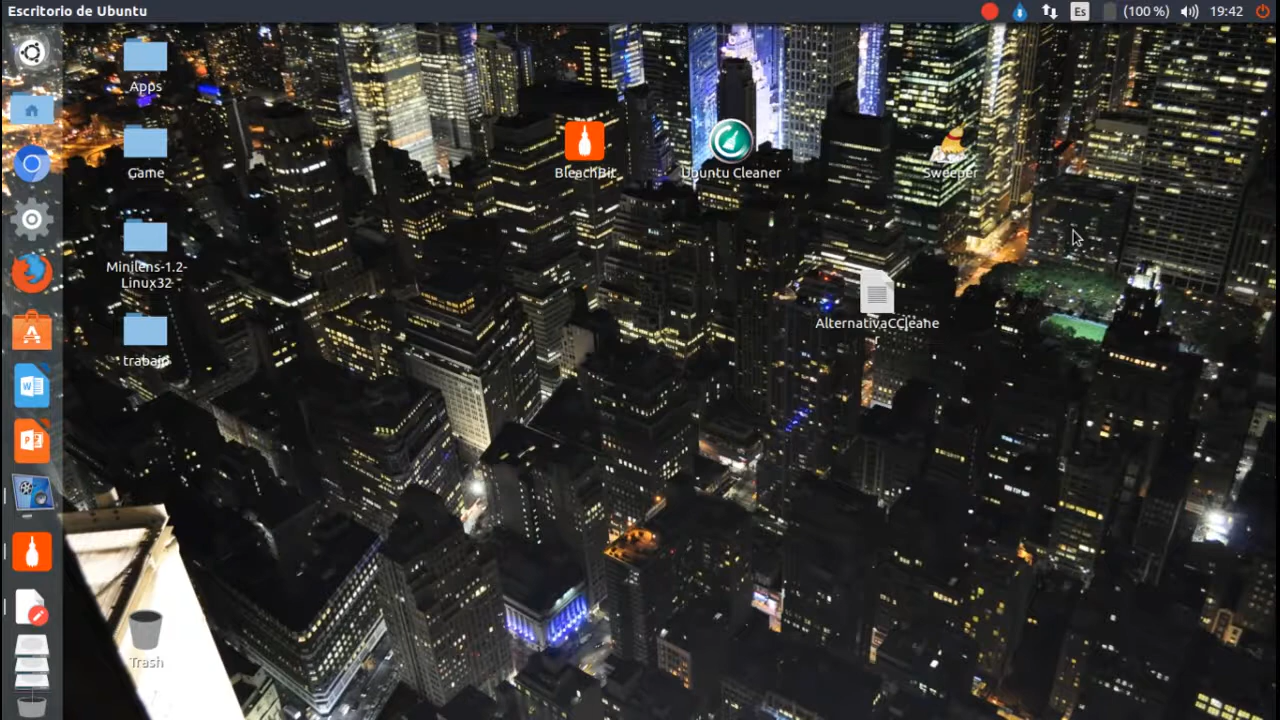 Escritorio de Ubuntu
Es
(100 %)
19:42
Apps
Game
Minilens-1.2-
Linux32
trabajo
Trash
BleachBit
Ubuntu Cleaner
Sweeper
AlternativaCCleane
W
P